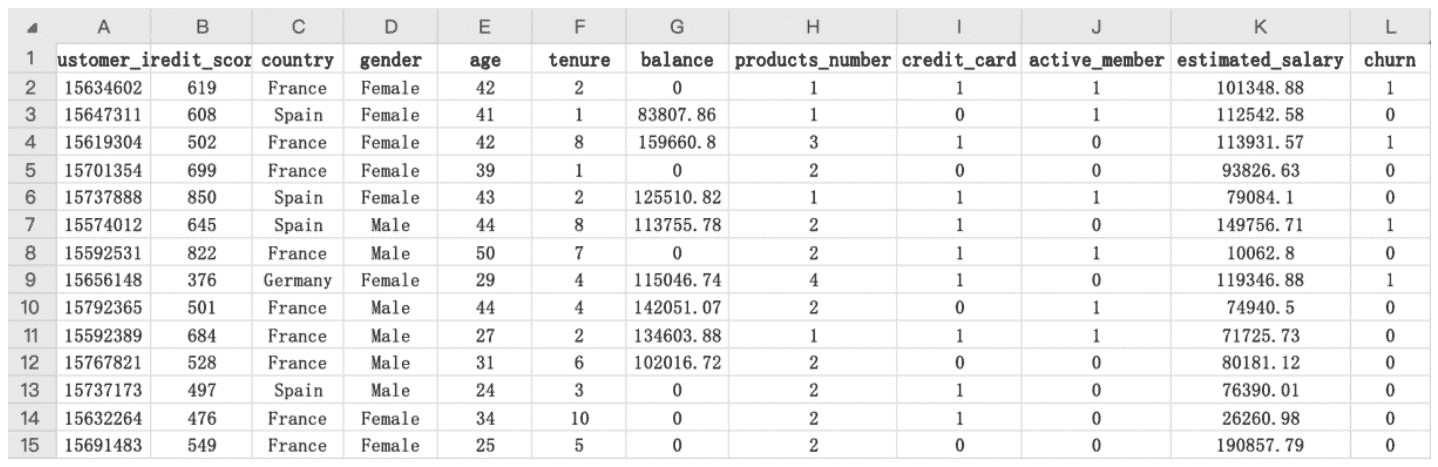 A B C D E F G H I J K L
1 ustomer_i redit_scor country gender age tenure balance products_number credit_card active_member estimated_salary churn
2 15634602 619 France Female 42 2 0 1 1 1 101348.88 1
3 15647311 608 Spain Female 41 1 83807.86 1 0 1 112542.58 0
4 15619304 502 France Female 42 8 159660.8 3 1 0 113931.57 1
5 15701354 699 France Female 39 1 0 2 0 0 93826.63 0
6 15737888 850 Spain Female 43 2 125510.82 1 1 1 79084.1 0
7 15574012 645 Spain Male 44 8 113755.78 2 1 0 149756.71 1
8 15592531 822 France Male 50 7 0 2 1 1 10062.8 0
9 15656148 376 Germany Female 29 4 115046.74 4 1 0 119346.88 1
10 15792365 501 France Male 44 4 142051.07 2 0 1 74940.5 0
11 15592389 684 France Male 27 2 134603.88 1 1 1 71725.73 0
12 15767821 528 France Male 31 6 102016.72 2 0 0 80181.12 0
13 15737173 497 Spain Male 24 3 0 2 1 0 76390.01 0
14 15632264 476 France Female 34 10 0 2 1 0 26260.98 0
15 15691483 549 France Female 25 5 0 2 0 0 190857.79 0